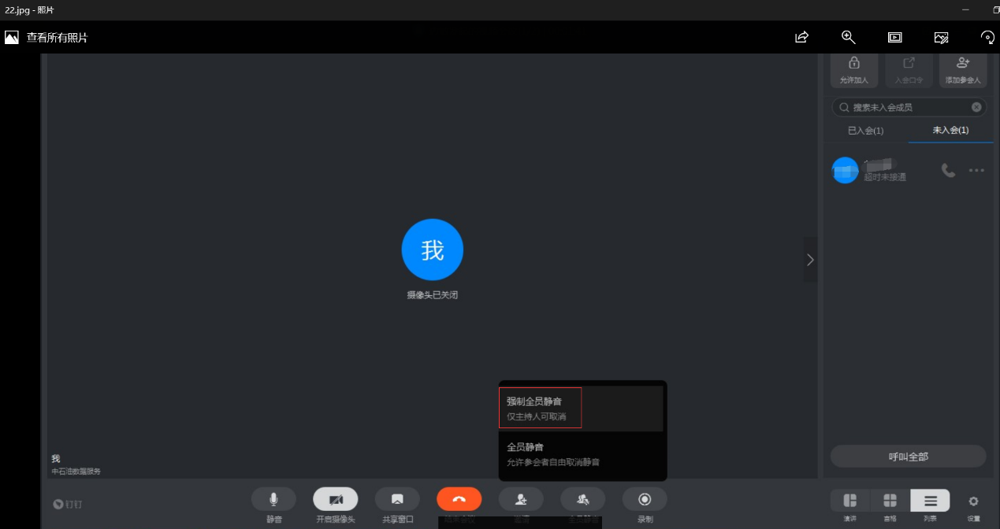 22.jpg - 照片
查看所有照片
允许加人
入会口令
添加参会人
搜索未入会成员
已入会(1)
未入会(1)
超时未接通
我
摄像头已关闭
强制全员静音
仅主持人可取消
全员静音
允许参会者自由取消静音
呼叫全部
我
中石油数据服务
钉钉
静音
开启摄像头
共享窗口
结束会议
邀请
全员静音
录制
演讲
宫格
列表
设置